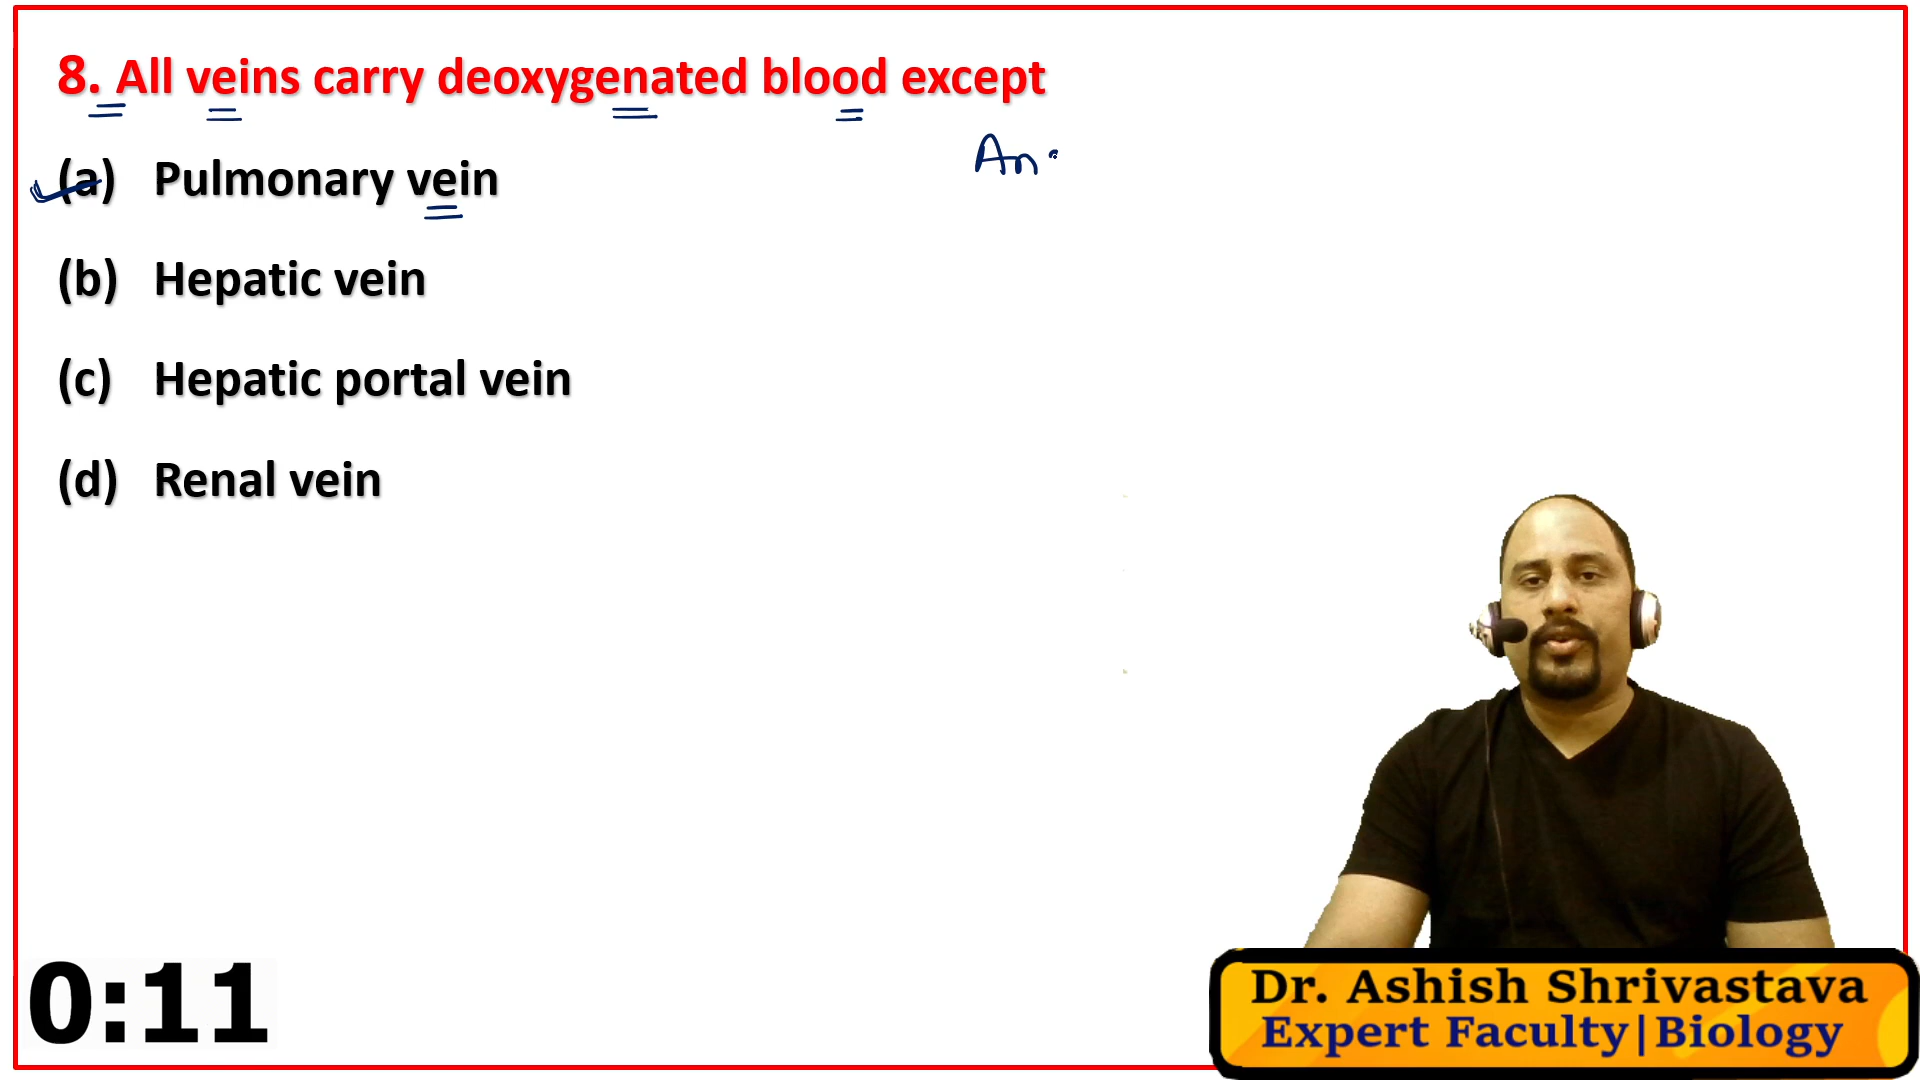 8. All veins carry deoxygenated blood except
An:
(a) Pulmonary vein
(b) Hepatic vein
(c) Hepatic portal vein
(d) Renal vein
0:11
Dr. Ashish Shrivastava
Expert Faculty|Biology